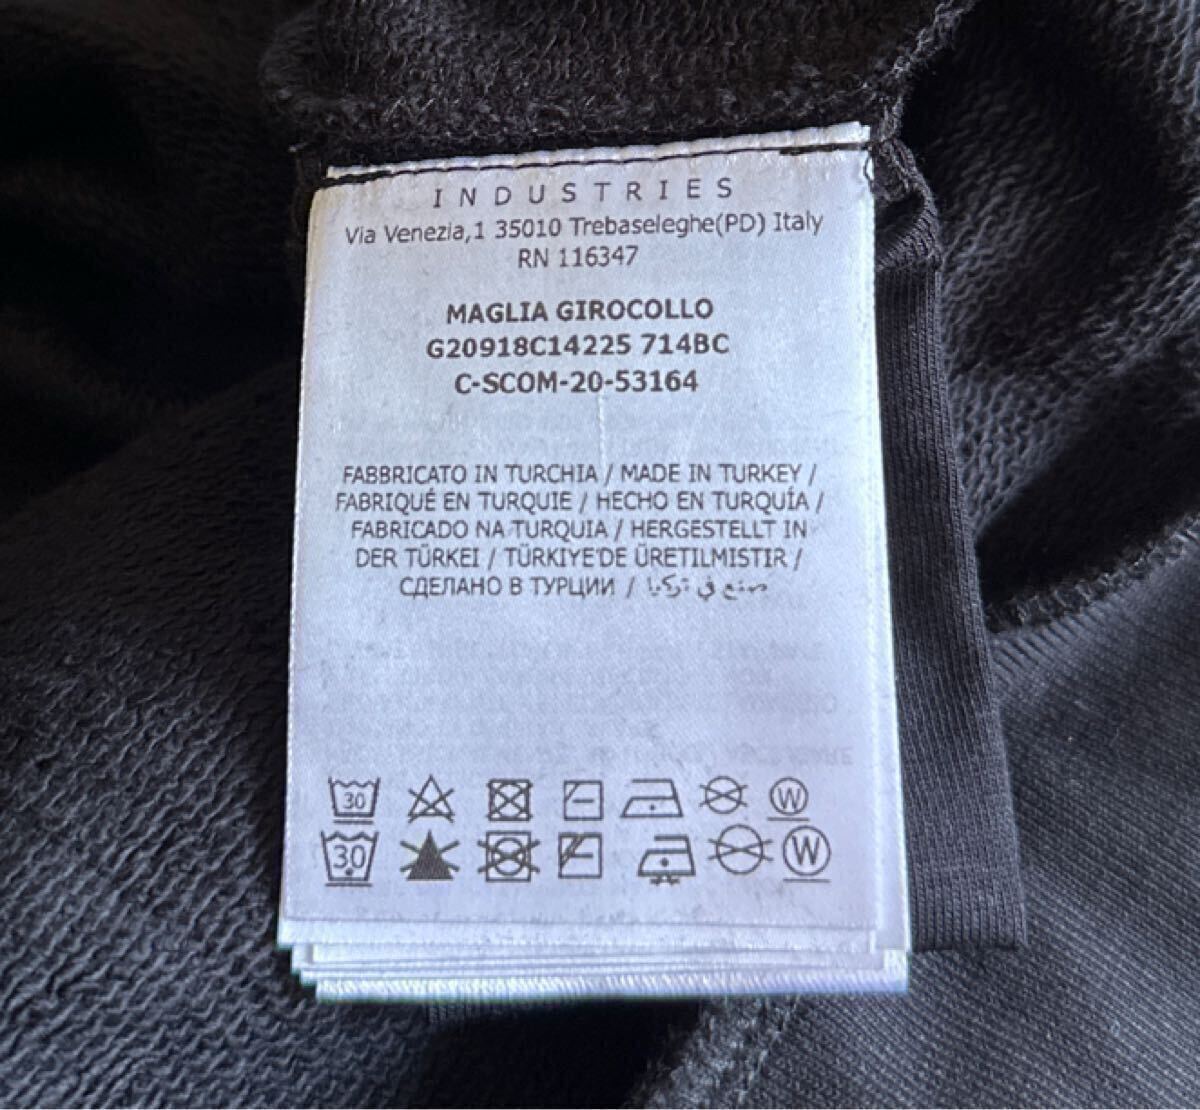 INDUSTRIES
Via Venezia,1 35010 Trebaseleghe(PD) Italy
RN 116347
MAGLIA GIROCOLLO
G20918C14225 714BC
C-SCOM-20-53164
FABBRICATO IN TURCHIA / MADE IN TURKEY /
FABRIQUÉ EN TURQUIE / HECHO EN TURQUÍA /
FABRICADO NA TURQUIA / HERGESTELLT IN
DER TÜRKEI / TÜRKIYE'DE ÜRETILMISTIR /
СДЕЛАНО В ТУРЦИИ / صنع في تركيا
30 W
30 W